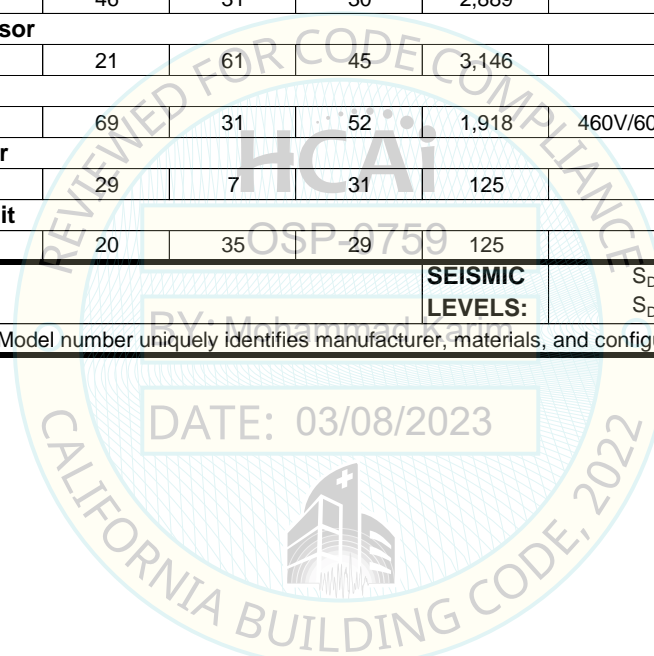 46 31 30 2,889
sor
21 61 45 3,146
69 31 52 1,918 460V/60
r
29 7 31 125
it
20 35 29 125
SEISMIC S_D
LEVELS: S_D
Model number uniquely identifies manufacturer, materials, and config
REVIEWED FOR CODE COMPLIANCE
HCAi
OSP-0759
BY: Mohammad Karim
DATE: 03/08/2023
CALIFORNIA BUILDING CODE, 2022